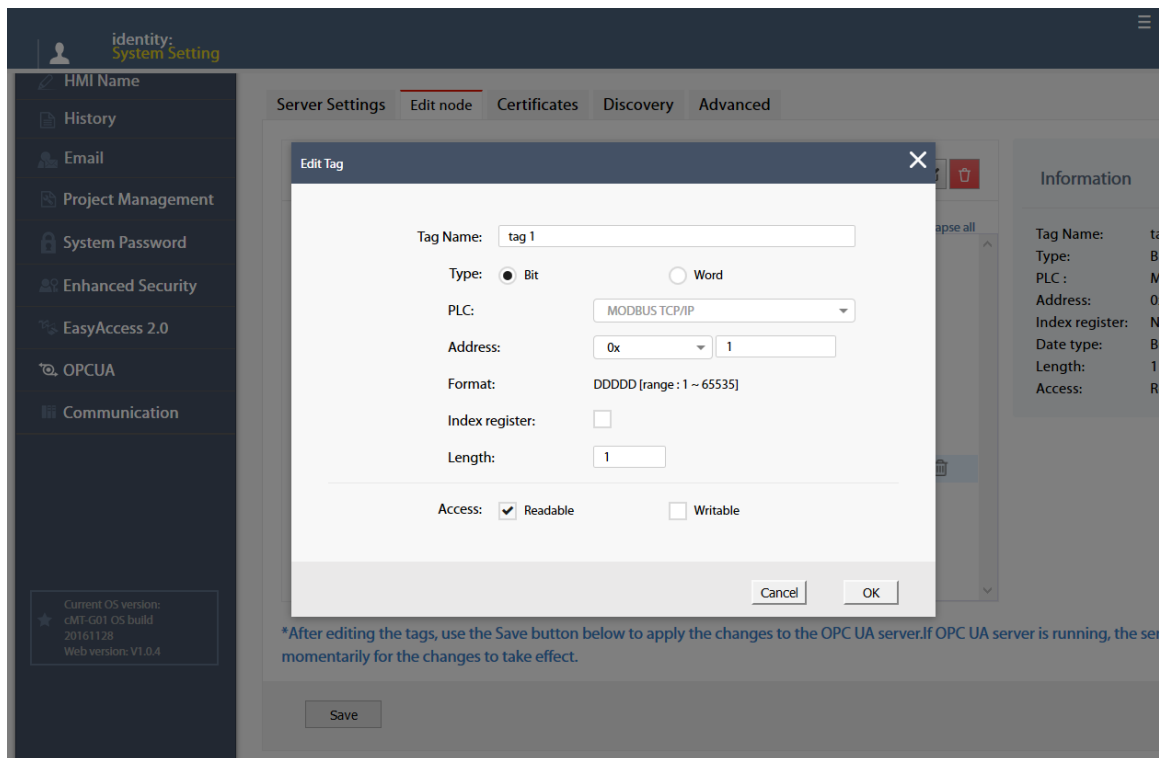 identity:
System Setting
HMI Name
History
Email
Project Management
System Password
Enhanced Security
EasyAccess 2.0
OPCUA
Communication
Current OS version:
cMT-G01 OS build
20161128
Web version: V1.0.4
Server Settings Edit node Certificates Discovery Advanced
Edit Tag
Tag Name: tag 1
Type: Bit Word
PLC: MODBUS TCP/IP
Address: 0x 1
Format: DDDDD [range : 1 ~ 65535]
Index register:
Length: 1
Access: Readable Writable
Cancel OK
all
Information
Tag Name:
Type:
PLC :
Address:
Index register:
Date type:
Length: 1
Access:
*After editing the tags, use the Save button below to apply the changes to the OPC UA server.If OPC UA server is running, the
momentarily for the changes to take effect.
Save